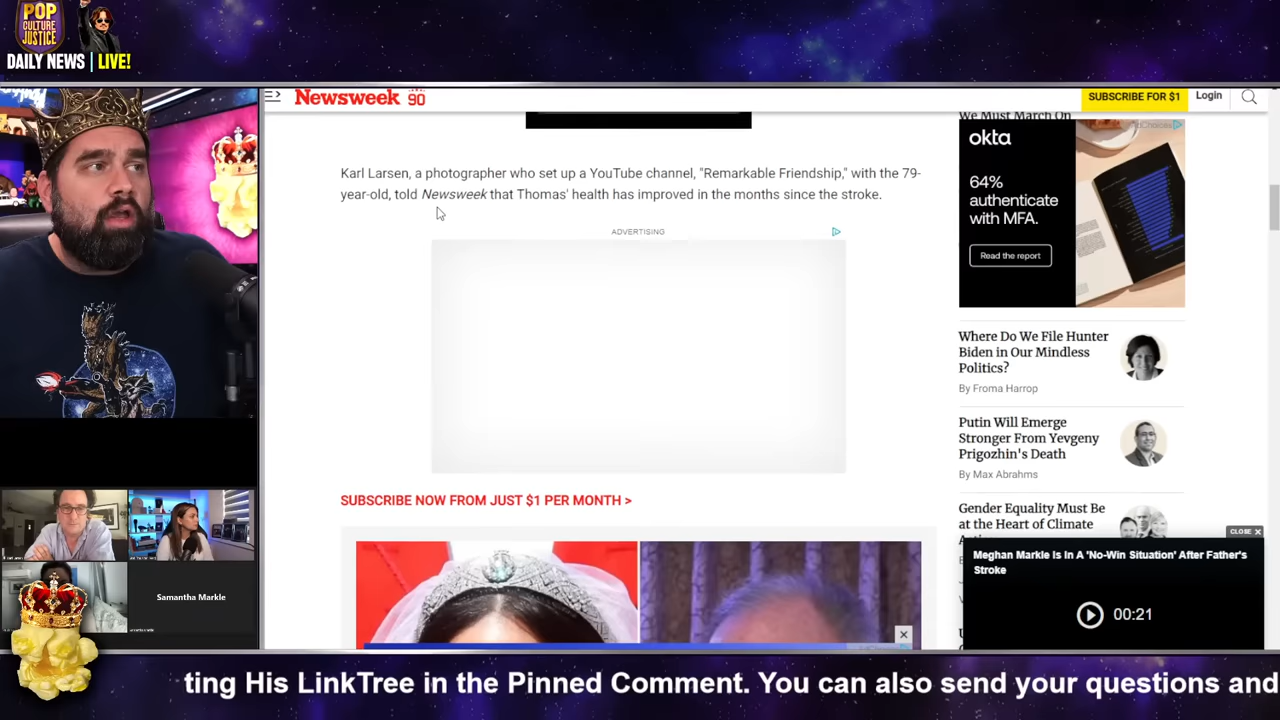 POP
CULTURE
JUSTICE
DAILY NEWS | LIVE!
Newsweek 90
SUBSCRIBE FOR $1
Login
We Must March On
Karl Larsen, a photographer who set up a YouTube channel, "Remarkable Friendship," with the 79-
year-old, told Newsweek that Thomas' health has improved in the months since the stroke.
ADVERTISING
SUBSCRIBE NOW FROM JUST $1 PER MONTH >
okta
64%
authenticate
with MFA.
Read the report
Where Do We File Hunter
Biden in Our Mindless
Politics?
By Froma Harrop
Putin Will Emerge
Stronger From Yevgeny
Prigozhin's Death
By Max Abrahms
Gender Equality Must Be
at the Heart of Climate
CLOSE X
Meghan Markle Is In A 'No-Win Situation' After Father's
Stroke
00:21
Samantha Markle
ting His LinkTree in the Pinned Comment. You can also send your questions and